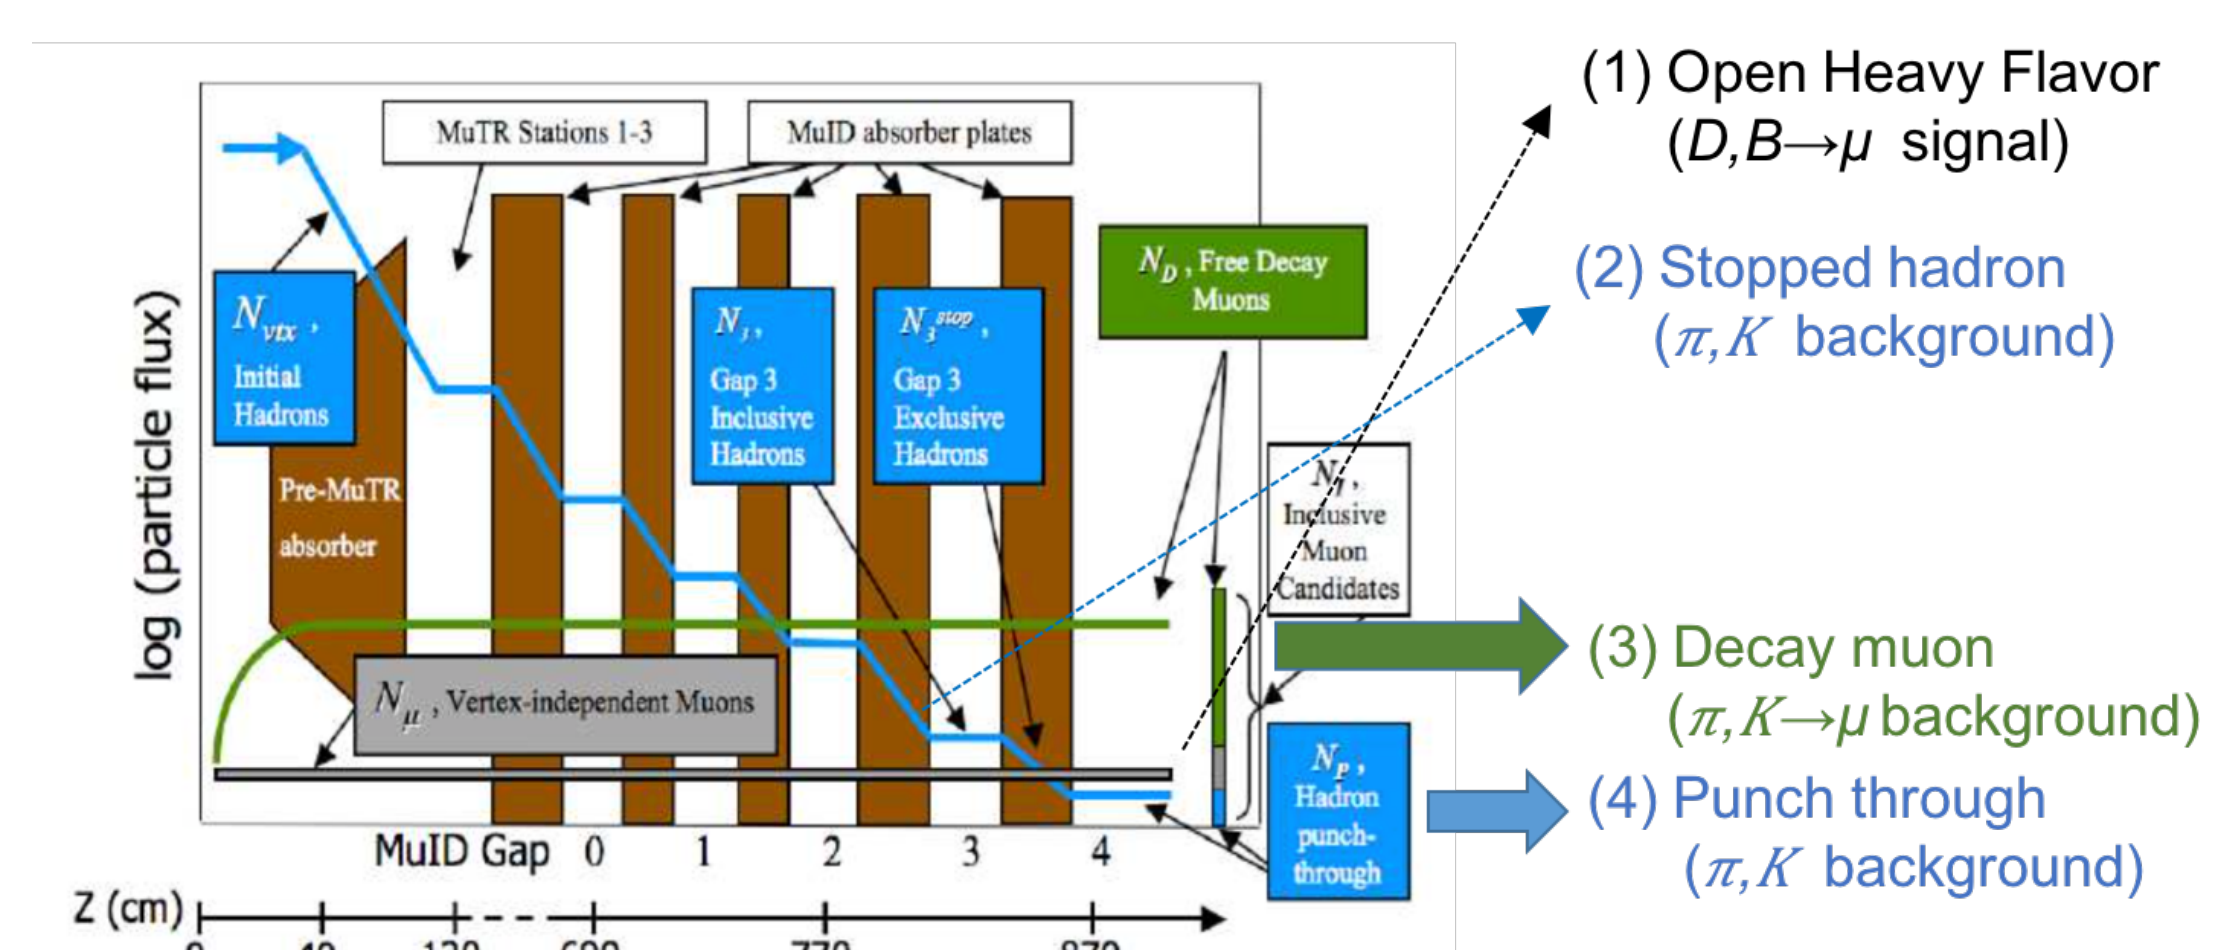 (1) Open Heavy Flavor
(D,B→μ signal)
(2) Stopped hadron
(π,K background)
(3) Decay muon
(π,K→μ background)
(4) Punch through
(π,K background)
MuTR Stations 1-3
MuID absorber plates
N_D , Free Decay
Muons
N_vtx ,
Initial
Hadrons
N_3 ,
Gap 3
Inclusive
Hadrons
N_3^stop ,
Gap 3
Exclusive
Hadrons
N_I ,
Inclusive
Muon
Candidates
Pre-MuTR
absorber
N_μ , Vertex-independent Muons
N_P ,
Hadron
punch-
through
log (particle flux)
MuID Gap 0 1 2 3 4
Z (cm)